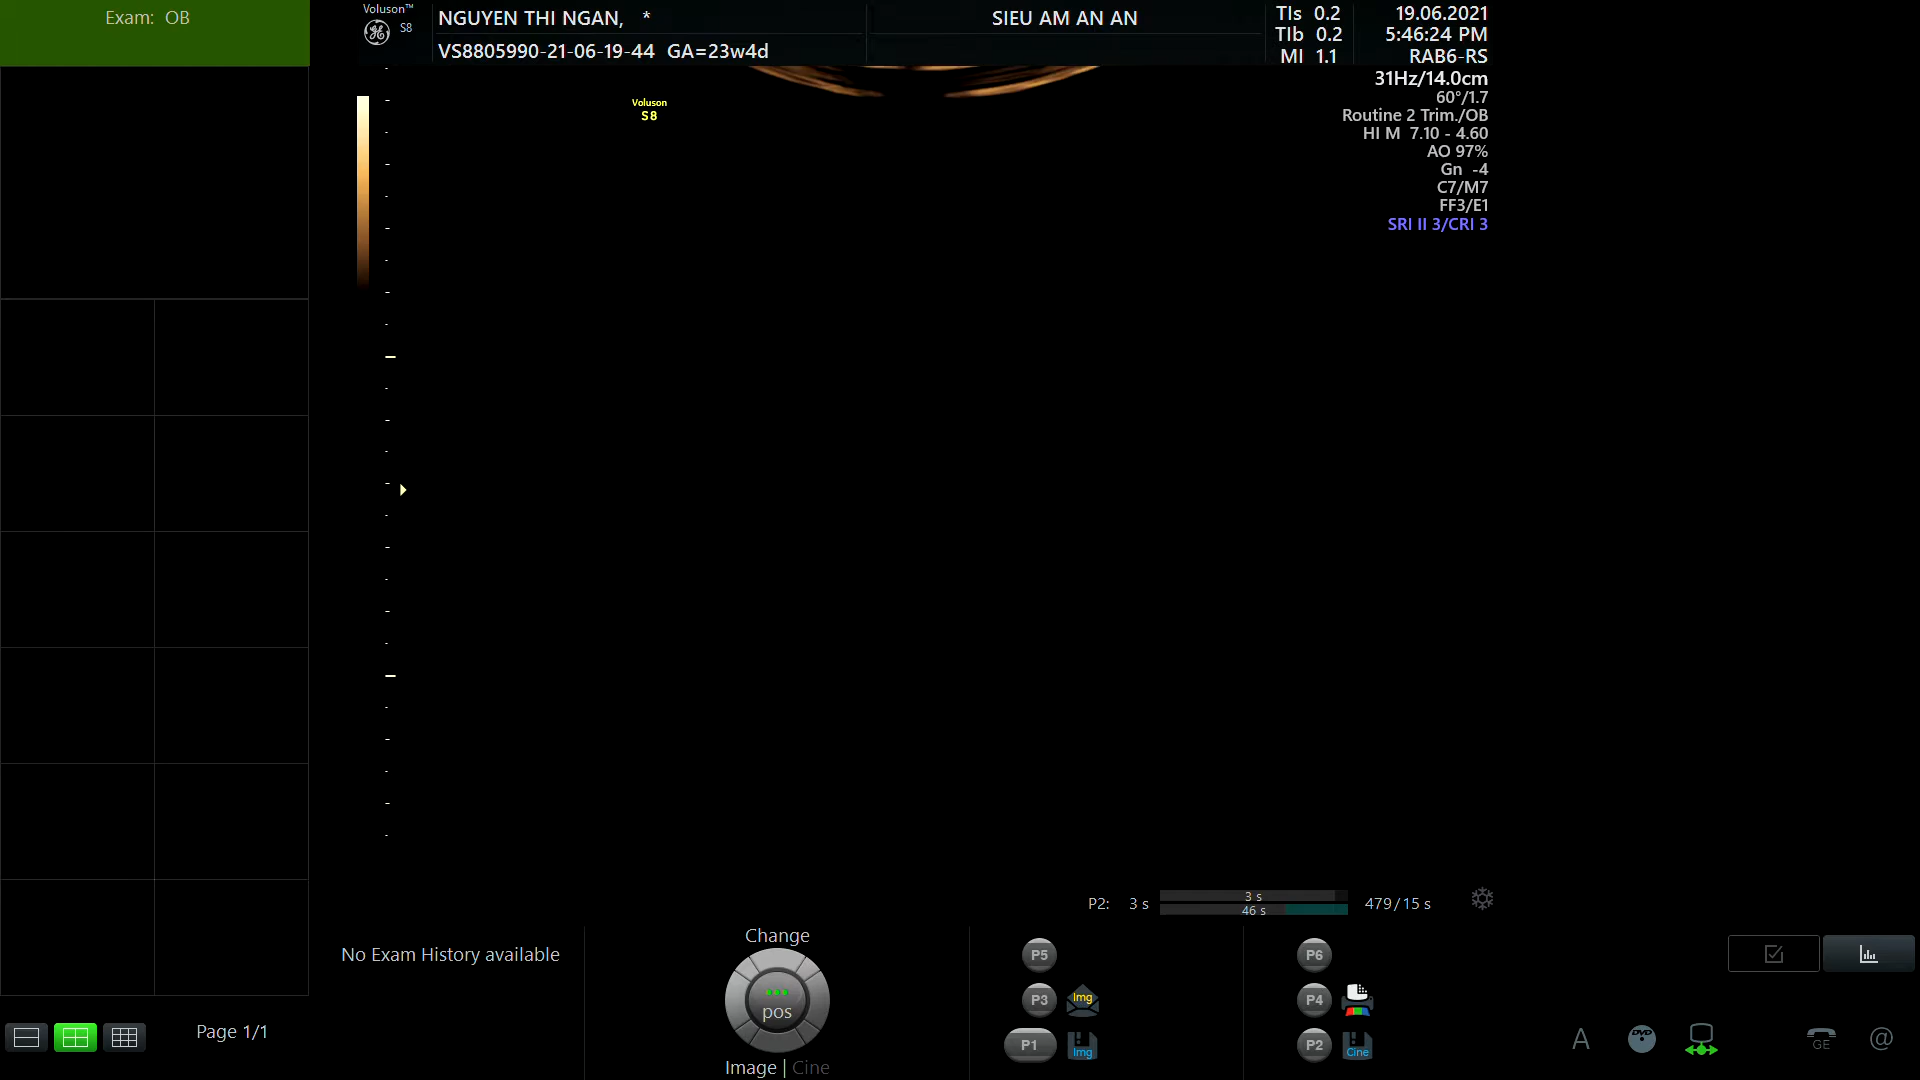 Exam: OB
Voluson™
S8
NGUYEN THI NGAN, *
VS8805990-21-06-19-44 GA=23w4d
SIEU AM AN AN
TIs 0.2
TIb 0.2
MI 1.1
19.06.2021
5:46:24 PM
RAB6-RS
31Hz/14.0cm
60°/1.7
Routine 2 Trim./OB
HI M 7.10 - 4.60
AO 97%
Gn -4
C7/M7
FF3/E1
SRI II 3/CRI 3
Voluson
S8
P2: 3 s
3 s
46 s
479/15 s
No Exam History available
Change
pos
Image | Cine
P5
P3 Img
P1 Img
P6
P4
P2 Cine
Page 1/1
A
DVD
GE
@